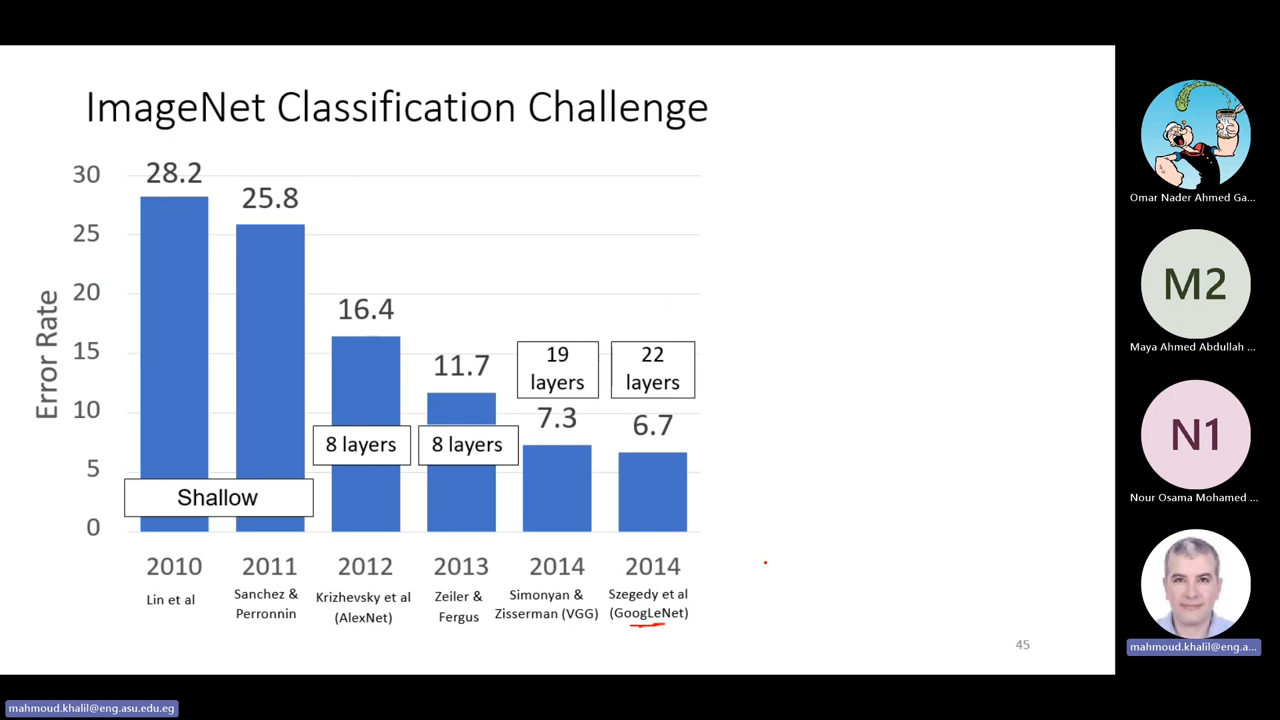 ImageNet Classification Challenge
30
25
20
15
10
5
0
Error Rate
28.2
25.8
16.4
11.7
7.3
6.7
Shallow
8 layers
8 layers
19
layers
22
layers
2010
2011
2012
2013
2014
2014
Lin et al
Sanchez &
Perronnin
Krizhevsky et al
(AlexNet)
Zeiler &
Fergus
Simonyan &
Zisserman (VGG)
Szegedy et al
(GoogLeNet)
45
Omar Nader Ahmed Ga...
M2
Maya Ahmed Abdullah ...
N1
Nour Osama Mohamed ...
mahmoud.khalil@eng.a...
mahmoud.khalil@eng.asu.edu.eg